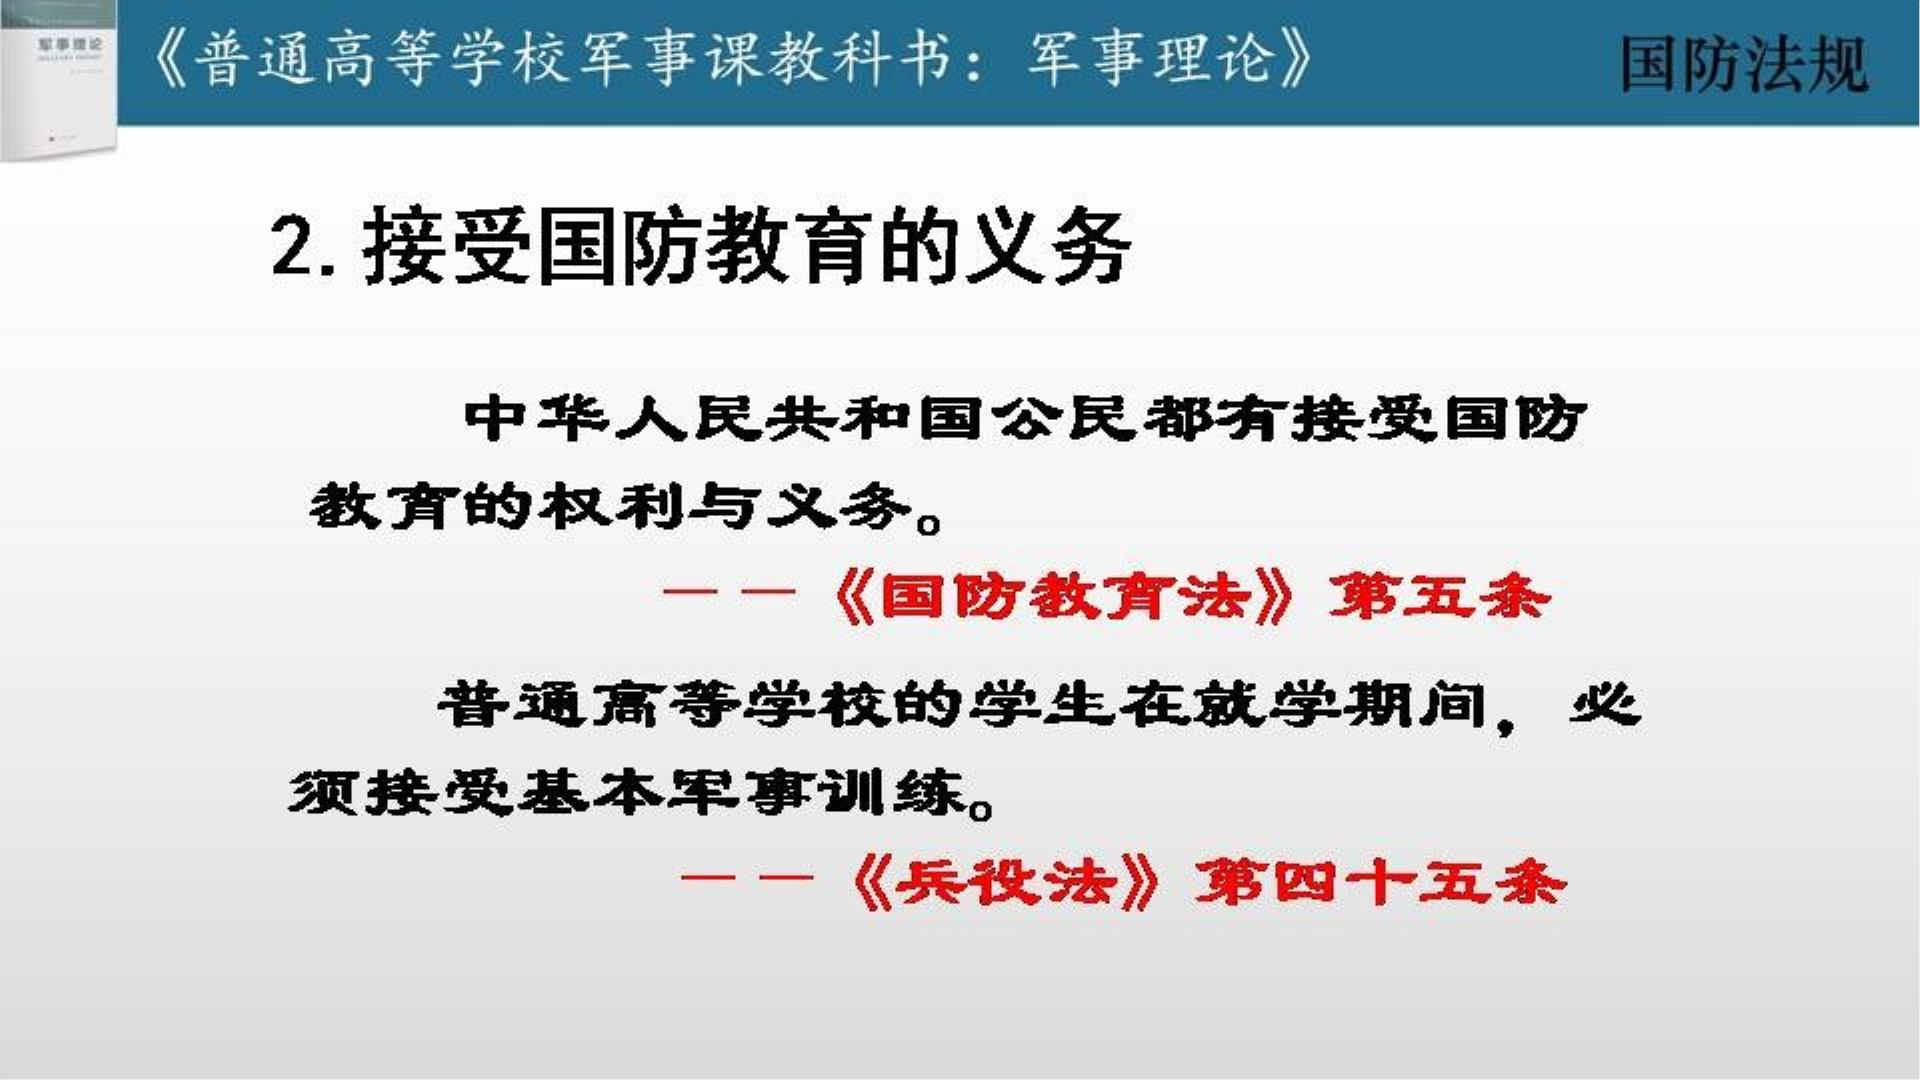 军事理论
《普通高等学校军事课教科书：军事理论》
国防法规
2.接受国防教育的义务
中华人民共和国公民都有接受国防
教育的权利与义务。
－－《国防教育法》第五条
普通高等学校的学生在就学期间，必
须接受基本军事训练。
－－《兵役法》第四十五条